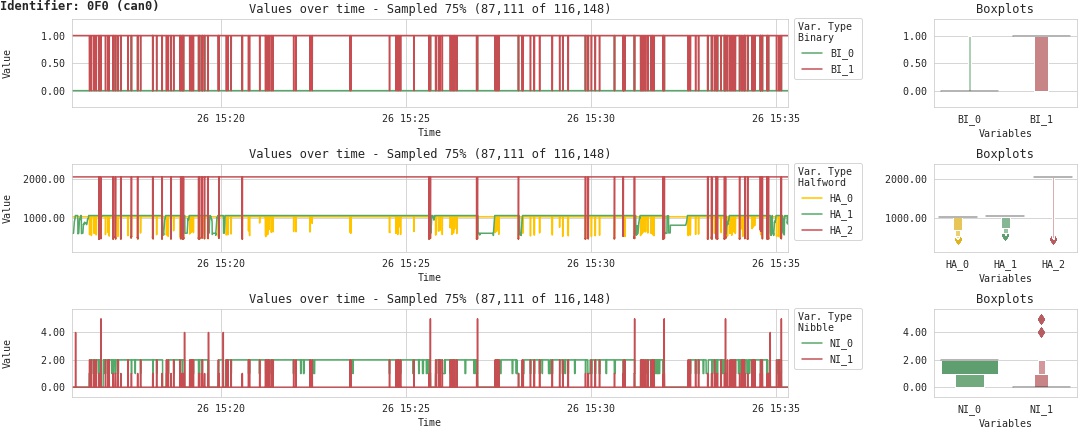 Identifier: 0F0 (can0)
Values over time - Sampled 75% (87,111 of 116,148)
Boxplots
1.00
0.50
0.00
Value
26 15:20
26 15:25
26 15:30
26 15:35
Time
Var. Type
Binary
BI_0
BI_1
1.00
0.50
0.00
BI_0
BI_1
Variables
Values over time - Sampled 75% (87,111 of 116,148)
Boxplots
2000.00
1000.00
Value
26 15:20
26 15:25
26 15:30
26 15:35
Time
Var. Type
Halfword
HA_0
HA_1
HA_2
2000.00
1000.00
HA_0
HA_1
HA_2
Variables
Values over time - Sampled 75% (87,111 of 116,148)
Boxplots
4.00
2.00
0.00
Value
26 15:20
26 15:25
26 15:30
26 15:35
Time
Var. Type
Nibble
NI_0
NI_1
4.00
2.00
0.00
NI_0
NI_1
Variables